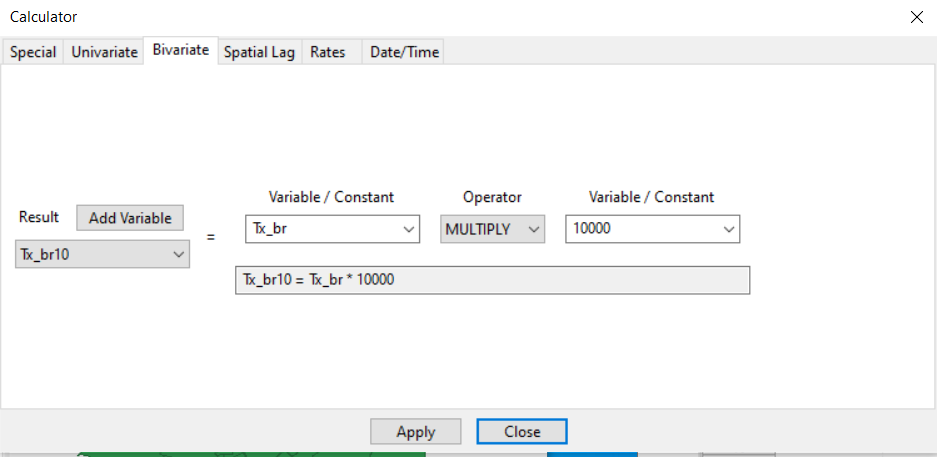 Calculator
Special Univariate Bivariate Spatial Lag Rates Date/Time
Variable / Constant Operator Variable / Constant
Result Add Variable
Tx_br10 = Tx_br MULTIPLY 10000
Tx_br10 = Tx_br * 10000
Apply Close